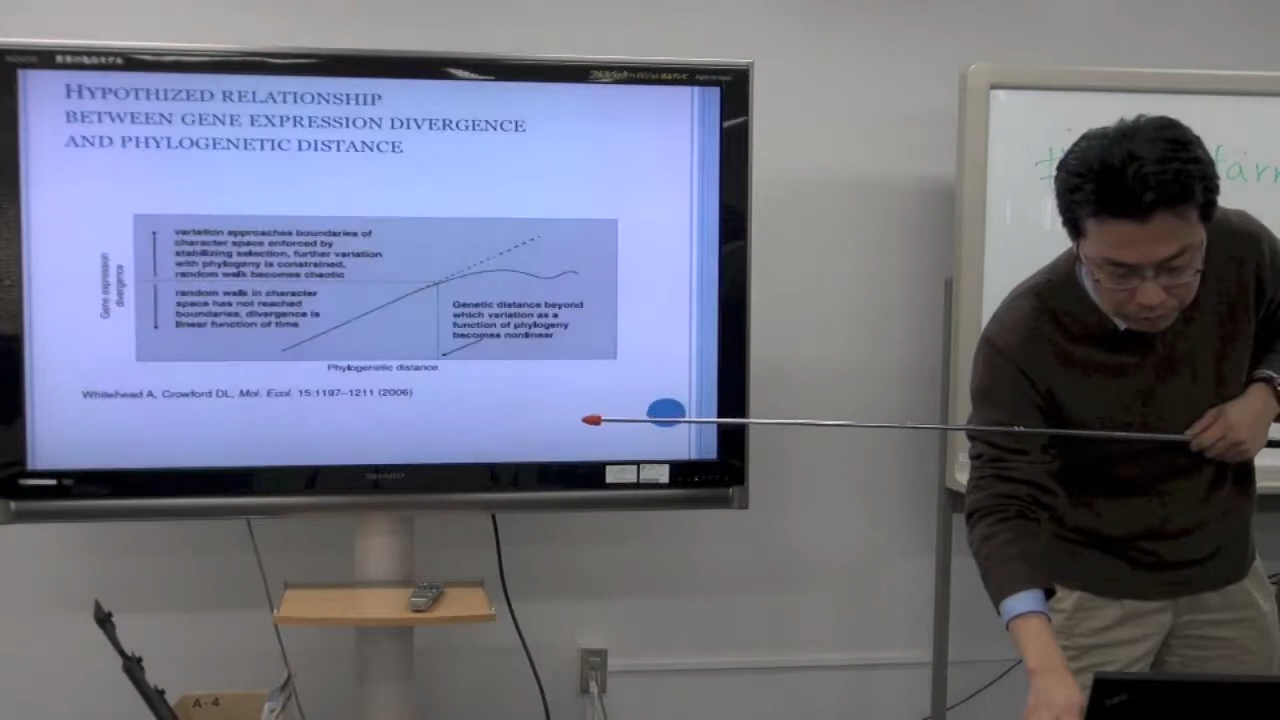 HYPOTHIZED RELATIONSHIP
BETWEEN GENE EXPRESSION DIVERGENCE
AND PHYLOGENETIC DISTANCE
variation approaches boundaries of
character space enforced by
stabilizing selection, further variation
with phylogeny is constrained,
random walk becomes chaotic
random walk in character
space has not reached
boundaries, divergence is
linear function of time
Gene expression
divergence
Genetic distance beyond
which variation as a
function of phylogeny
becomes nonlinear
Phylogenetic distance
Whitehead A, Crowford DL, Mol. Ecol. 15:1197–1211 (2006)
A-4